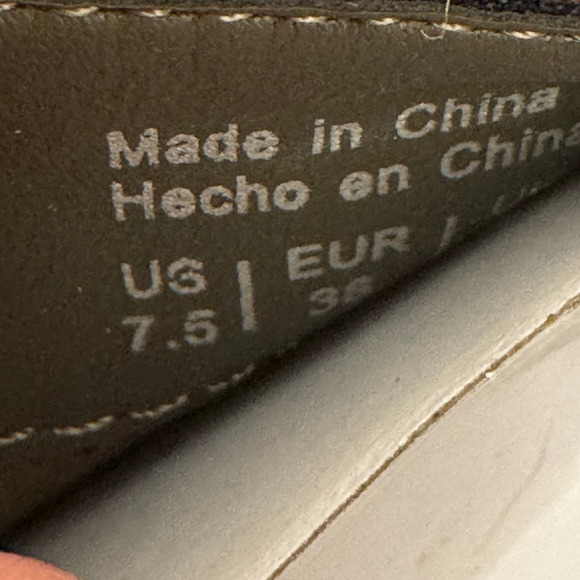 Made in China
Hecho en China
US | EUR |
7.5 | 38